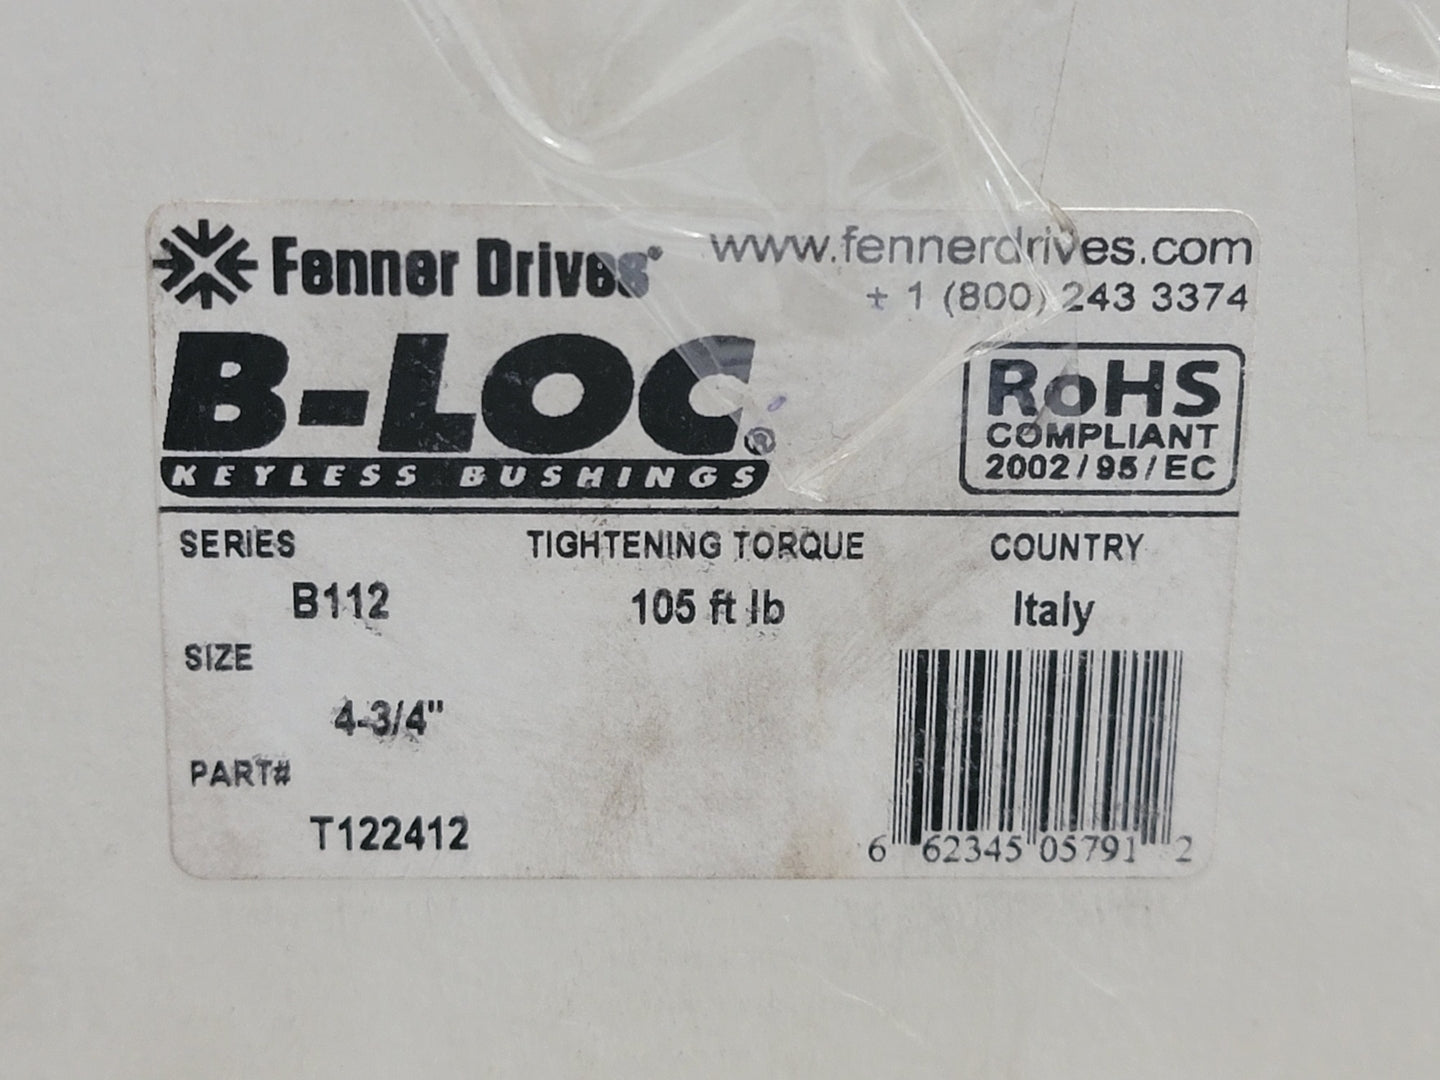 Fenner Drives® www.fennerdrives.com
+ 1 (800) 243 3374
B-LOC®
KEYLESS BUSHINGS
RoHS
COMPLIANT
2002/95/EC
SERIES TIGHTENING TORQUE COUNTRY
B112 105 ft lb Italy
SIZE
4-3/4"
PART#
T122412
6 62345 05791 2